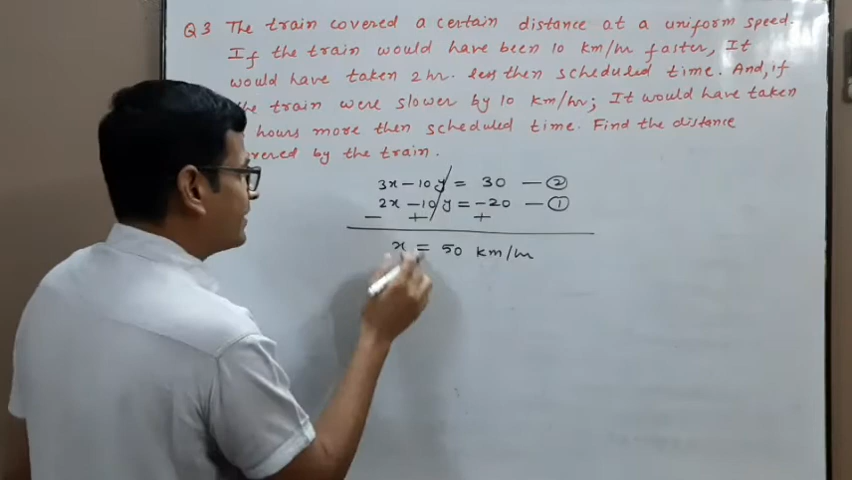 Q3 The train covered a certain distance at a uniform speed.
If the train would have been 10 km/hr faster, It
would have taken 2hr. less then scheduled time. And, if
the train were slower by 10 km/hr; It would have taken
hours more then scheduled time. Find the distance
covered by the train.
3x-10y = 30 — ②
2x-10y = -20 — ①
- + +
x = 50 km/hr